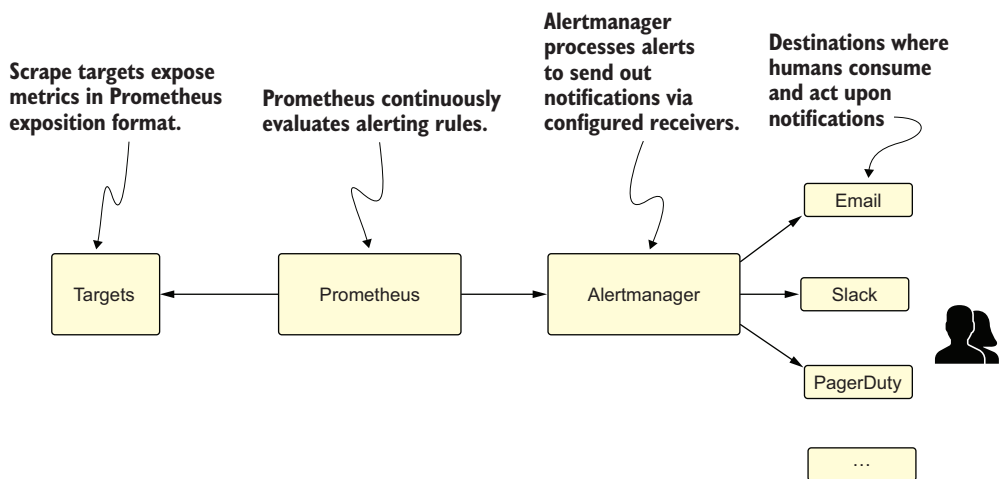 Scrape targets expose
metrics in Prometheus
exposition format.
Prometheus continuously
evaluates alerting rules.
Alertmanager
processes alerts
to send out
notifications via
configured receivers.
Destinations where
humans consume
and act upon
notifications
Targets
Prometheus
Alertmanager
Email
Slack
PagerDuty
...